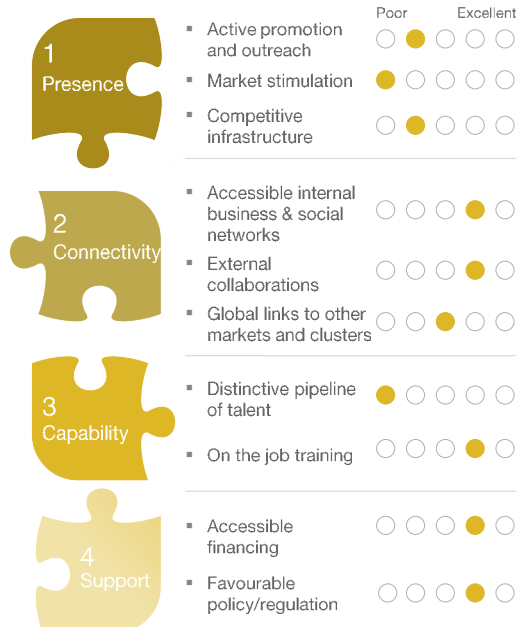 Poor Excellent
1
Presence
Active promotion
and outreach
Market stimulation
Competitive
infrastructure
2
Connectivity
Accessible internal
business & social
networks
External
collaborations
Global links to other
markets and clusters
3
Capability
Distinctive pipeline
of talent
On the job training
4
Support
Accessible
financing
Favourable
policy/regulation